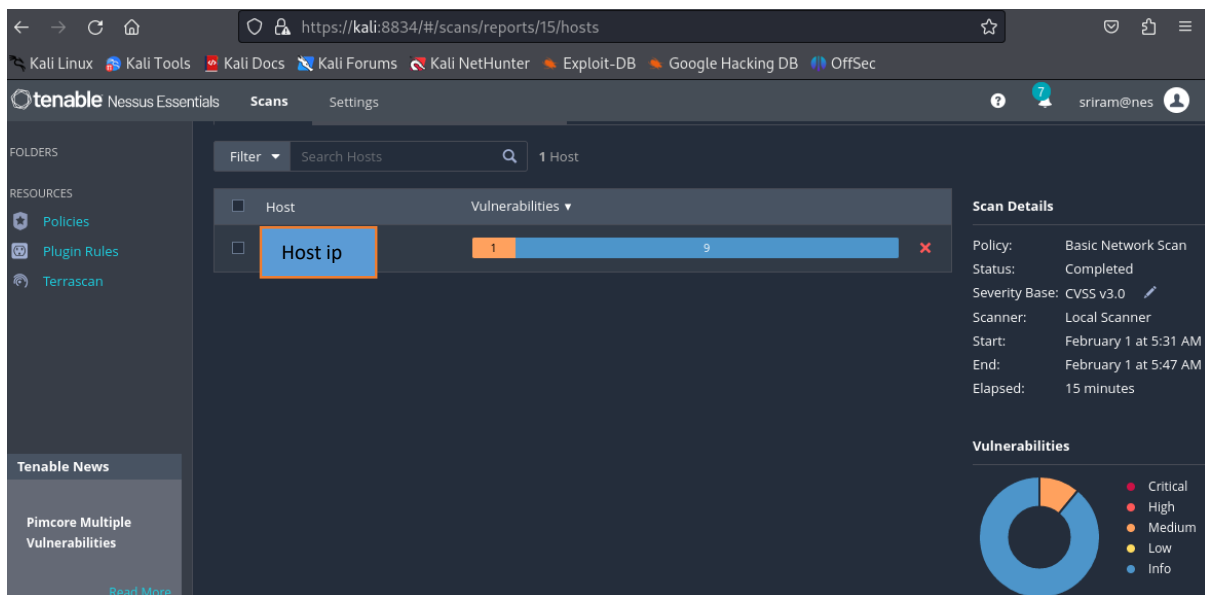 https://kali:8834/#/scans/reports/15/hosts
Kali Linux Kali Tools Kali Docs Kali Forums Kali NetHunter Exploit-DB Google Hacking DB OffSec
tenable Nessus Essentials Scans Settings ? 7 sriram@nes
FOLDERS
RESOURCES
Policies
Plugin Rules
Terrascan
Tenable News
Pimcore Multiple
Vulnerabilities
Read More
Filter Search Hosts 1 Host
Host Vulnerabilities
Host ip 1 9
Scan Details
Policy: Basic Network Scan
Status: Completed
Severity Base: CVSS v3.0
Scanner: Local Scanner
Start: February 1 at 5:31 AM
End: February 1 at 5:47 AM
Elapsed: 15 minutes
Vulnerabilities
Critical
High
Medium
Low
Info